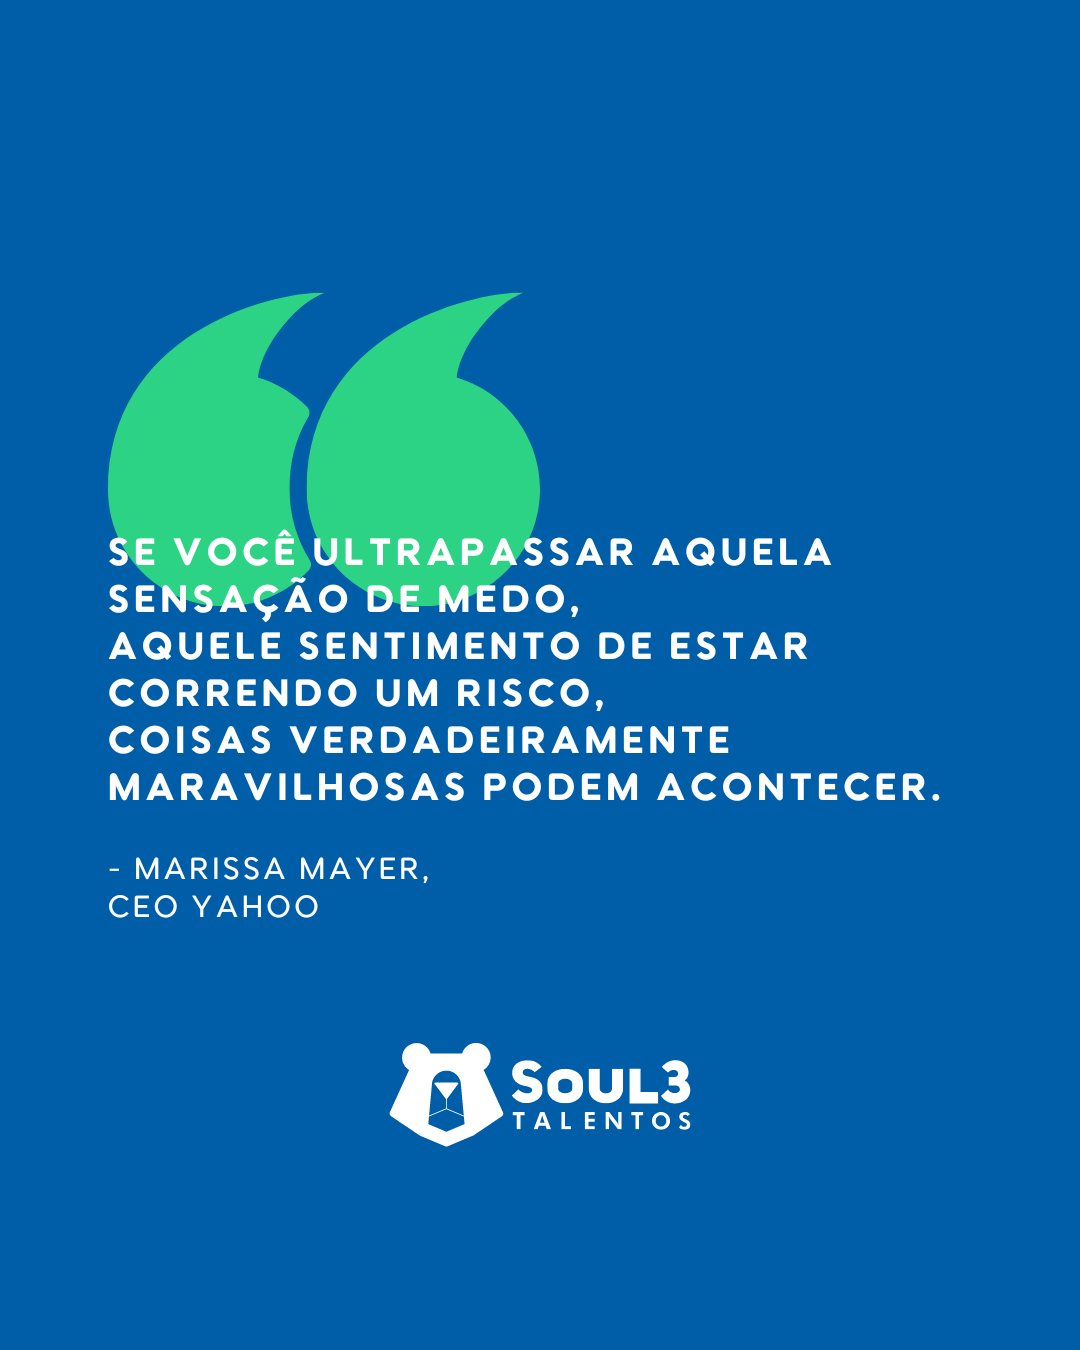 SE VOCÊ ULTRAPASSAR AQUELA
SENSAÇÃO DE MEDO,
AQUELE SENTIMENTO DE ESTAR
CORRENDO UM RISCO,
COISAS VERDADEIRAMENTE
MARAVILHOSAS PODEM ACONTECER.
- MARISSA MAYER,
CEO YAHOO
SOUL3
TALENTOS